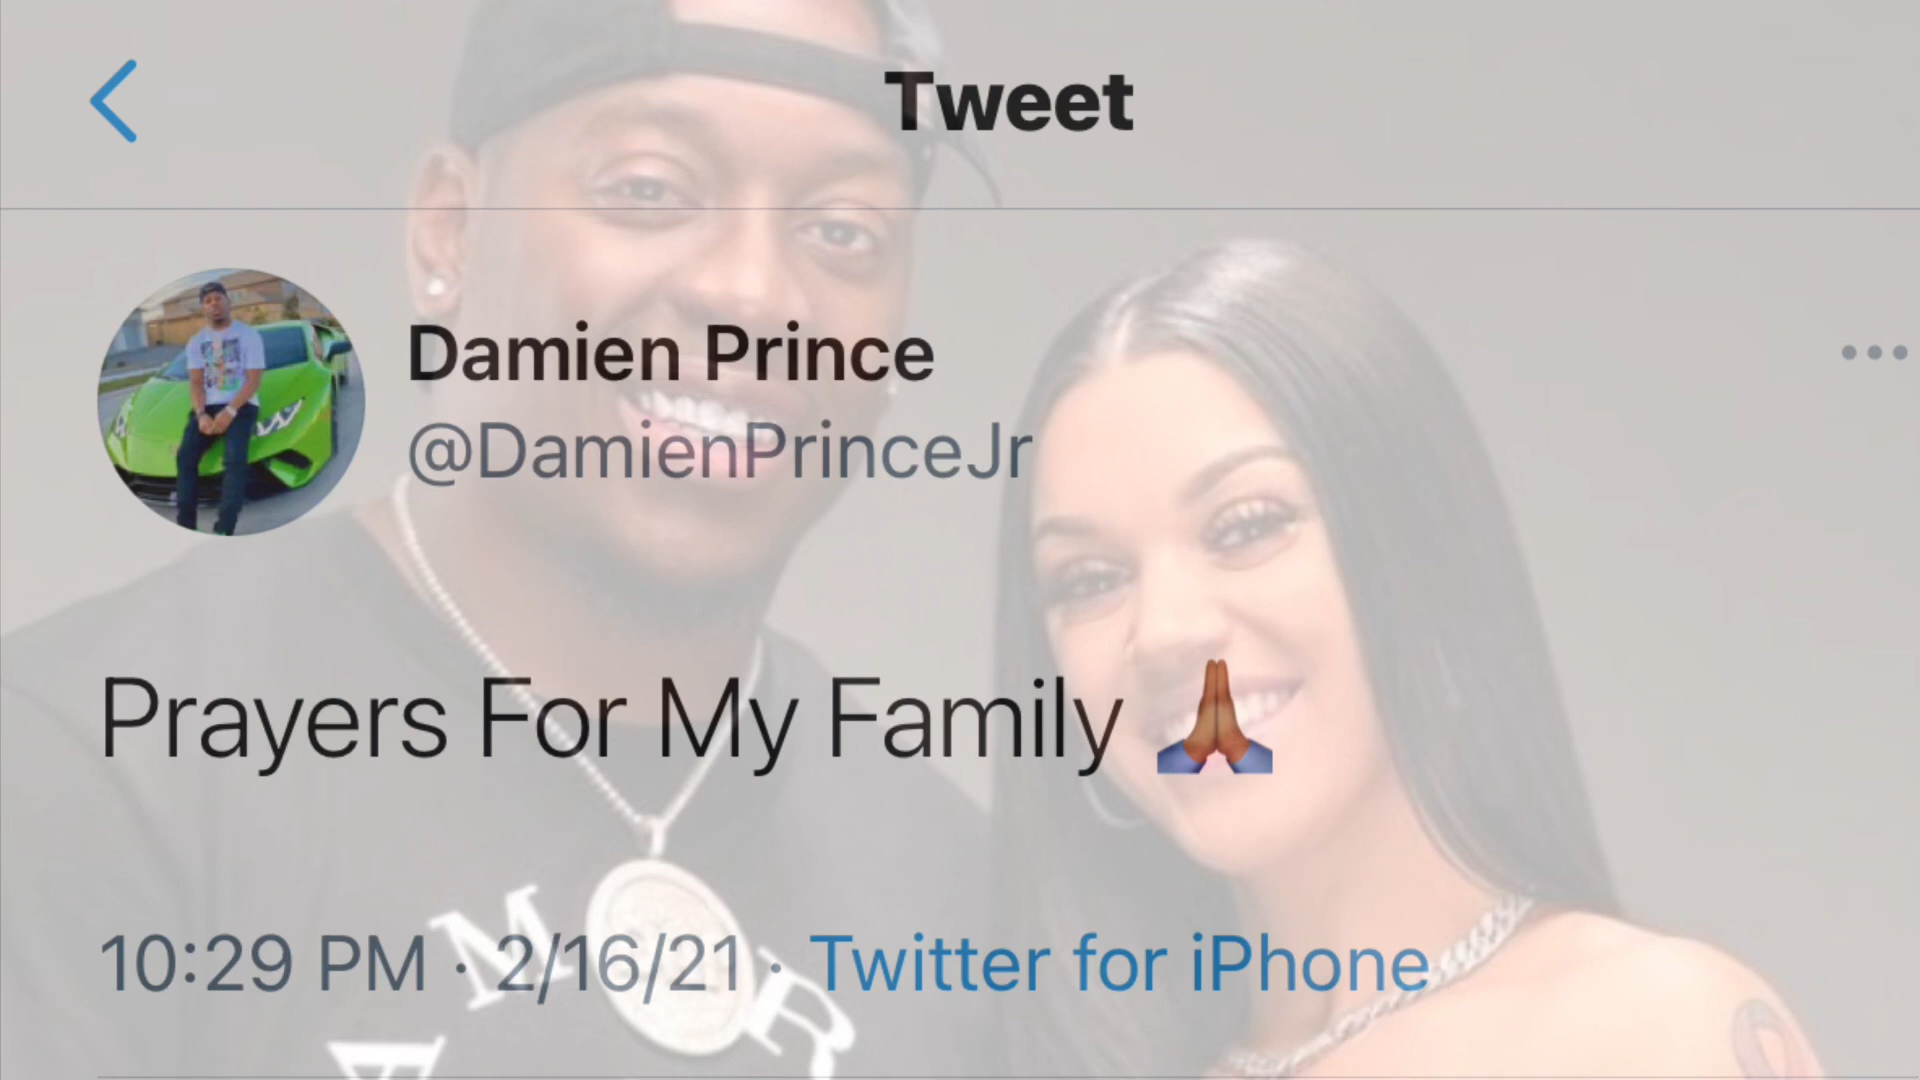 Tweet
Damien Prince
@DamienPrinceJr
Prayers For My Family 🙏🏾
10:29 PM · 2/16/21 · Twitter for iPhone
M
R
A